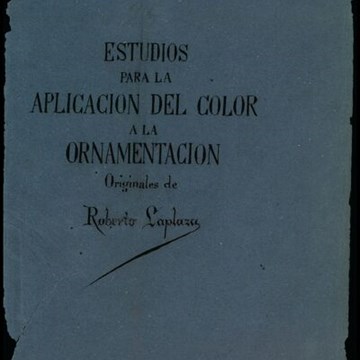 ESTUDIOS
PARA LA
APLICACION DEL COLOR
A LA
ORNAMENTACION
Originales de
Roberto Laplaza